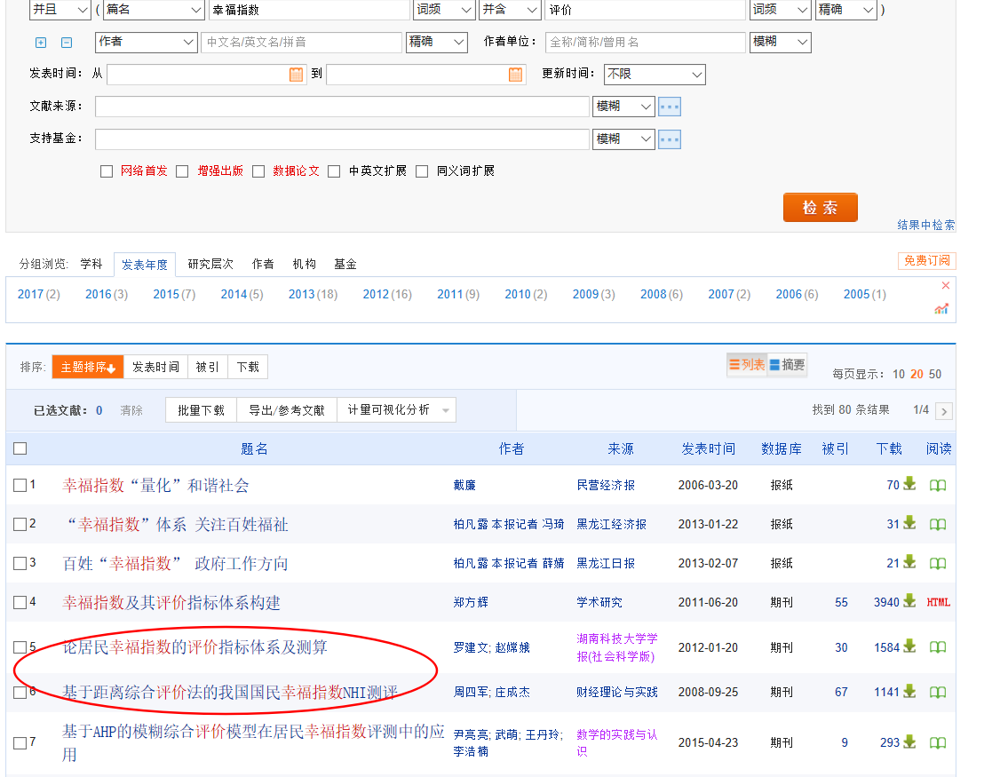 并且 ( 篇名 幸福指数 词频 并含 评价 词频 精确 )
作者 中文名/英文名/拼音 精确 作者单位: 全称/简称/曾用名 模糊
发表时间: 从 到 更新时间: 不限
文献来源: 模糊
支持基金: 模糊
网络首发 增强出版 数据论文 中英文扩展 同义词扩展
检索
结果中检索
分组浏览: 学科 发表年度 研究层次 作者 机构 基金 免费订阅
2017(2) 2016(3) 2015(7) 2014(5) 2013(18) 2012(16) 2011(9) 2010(2) 2009(3) 2008(6) 2007(2) 2006(6) 2005(1)
排序: 主题排序 发表时间 被引 下载 列表 摘要 每页显示: 10 20 50
已选文献: 0 清除 批量下载 导出/参考文献 计量可视化分析 找到 80 条结果 1/4
题名 作者 来源 发表时间 数据库 被引 下载 阅读
1 幸福指数“量化”和谐社会 戴廉 民营经济报 2006-03-20 报纸 70
2 “幸福指数”体系 关注百姓福祉 柏凡露 本报记者 冯琦 黑龙江经济报 2013-01-22 报纸 31
3 百姓“幸福指数” 政府工作方向 柏凡露 本报记者 薛婧 黑龙江日报 2013-02-07 报纸 21
4 幸福指数及其评价指标体系构建 郑方辉 学术研究 2011-06-20 期刊 55 3940 HTML
5 论居民幸福指数的评价指标体系及测算 罗建文; 赵嫦娥 湖南科技大学学
报(社会科学版) 2012-01-20 期刊 30 1584
6 基于距离综合评价法的我国国民幸福指数NHI测评 周四军; 庄成杰 财经理论与实践 2008-09-25 期刊 67 1141
7 基于AHP的模糊综合评价模型在居民幸福指数评测中的应
用 尹亮亮; 武萌; 王丹玲;
李浩楠 数学的实践与认
识 2015-04-23 期刊 9 293